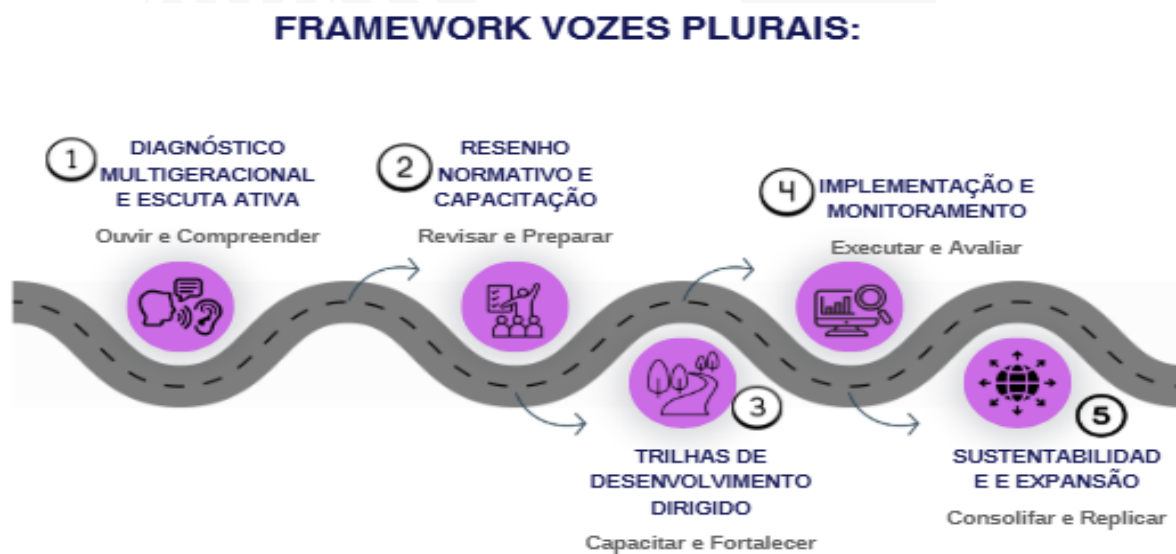 FRAMEWORK VOZES PLURAIS:
1
DIAGNÓSTICO
MULTIGERACIONAL
E ESCUTA ATIVA
Ouvir e Compreender
2
RESENHO
NORMATIVO E
CAPACITAÇÃO
Revisar e Preparar
3
TRILHAS DE
DESENVOLVIMENTO
DIRIGIDO
Capacitar e Fortalecer
4
IMPLEMENTAÇÃO E
MONITORAMENTO
Executar e Avaliar
5
SUSTENTABILIDAD
E E EXPANSÃO
Consolifar e Replicar